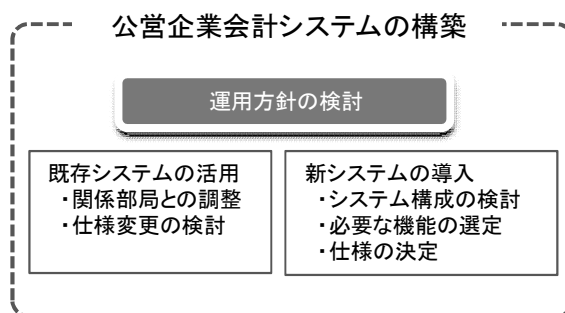 公営企業会計システムの構築
運用方針の検討
既存システムの活用
・関係部局との調整
・仕様変更の検討
新システムの導入
・システム構成の検討
・必要な機能の選定
・仕様の決定